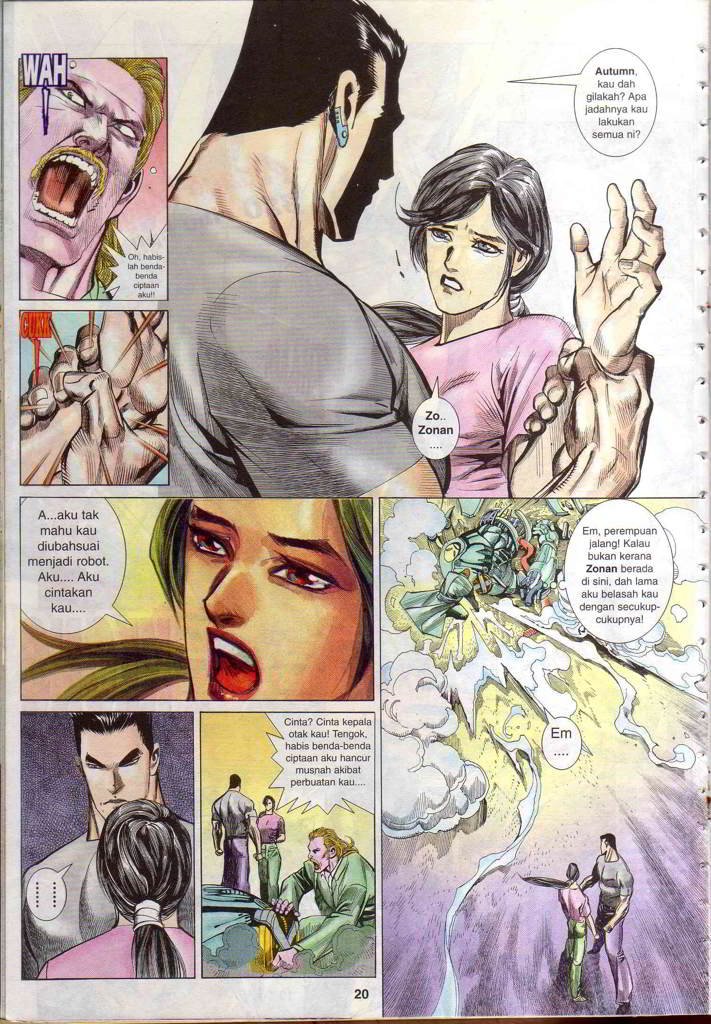 WAH
!
Oh, habis-
lah benda-
benda
ciptaan
aku!!
Autumn,
kau dah
gilakah? Apa
jadahnya kau
lakukan
semua ni?
Zo..
Zonan
....
A...aku tak
mahu kau
diubahsuai
menjadi robot.
Aku.... Aku
cintakan
kau....
Em, perempuan
jalang! Kalau
bukan kerana
Zonan berada
di sini, dah lama
aku belasah kau
dengan secukup-
cukupnya!
Em
....
Cinta? Cinta kepala
otak kau! Tengok,
habis benda-benda
ciptaan aku hancur
musnah akibat
perbuatan kau....
20